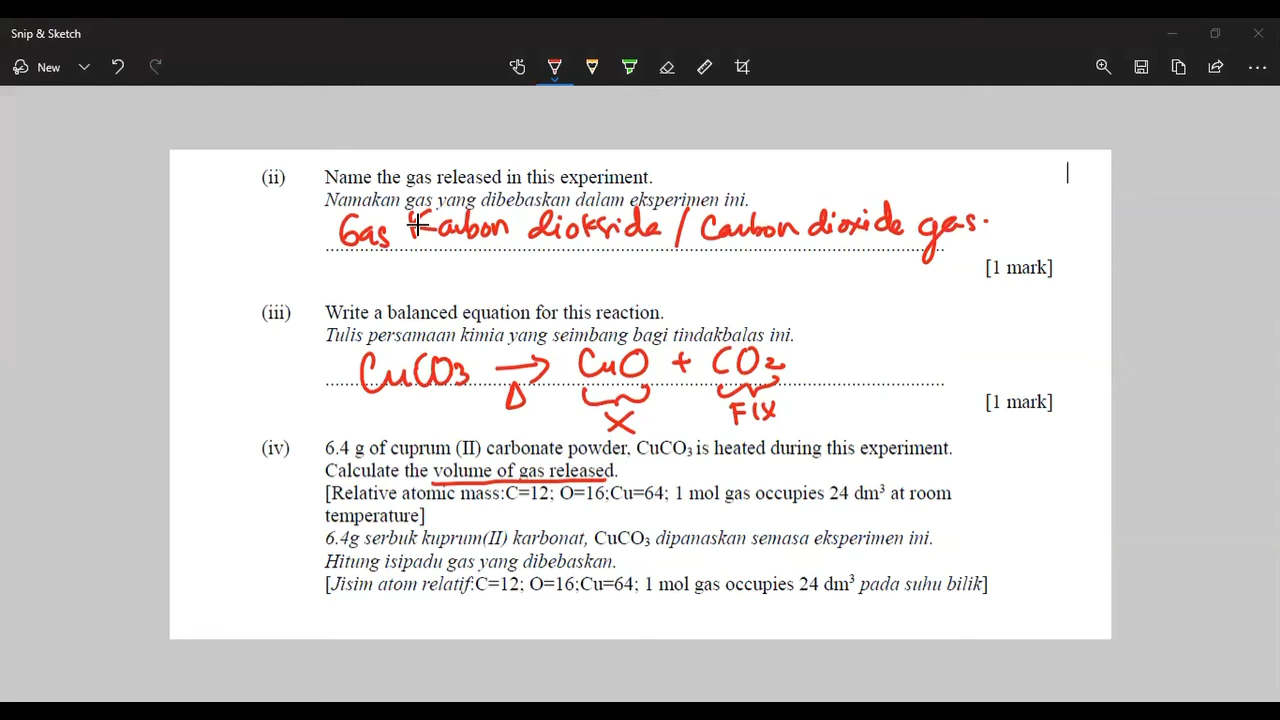 Snip & Sketch
New
(ii) Name the gas released in this experiment.
Namakan gas yang dibebaskan dalam eksperimen ini.
Gas Karbon dioksida / Carbon dioxide gas.
[1 mark]
(iii) Write a balanced equation for this reaction.
Tulis persamaan kimia yang seimbang bagi tindakbalas ini.
CuCO3 → CuO + CO2
Δ X FIX
[1 mark]
(iv) 6.4 g of cuprum (II) carbonate powder, CuCO3 is heated during this experiment.
Calculate the volume of gas released.
[Relative atomic mass:C=12; O=16;Cu=64; 1 mol gas occupies 24 dm³ at room
temperature]
6.4g serbuk kuprum(II) karbonat, CuCO3 dipanaskan semasa eksperimen ini.
Hitung isipadu gas yang dibebaskan.
[Jisim atom relatif:C=12; O=16;Cu=64; 1 mol gas occupies 24 dm³ pada suhu bilik]